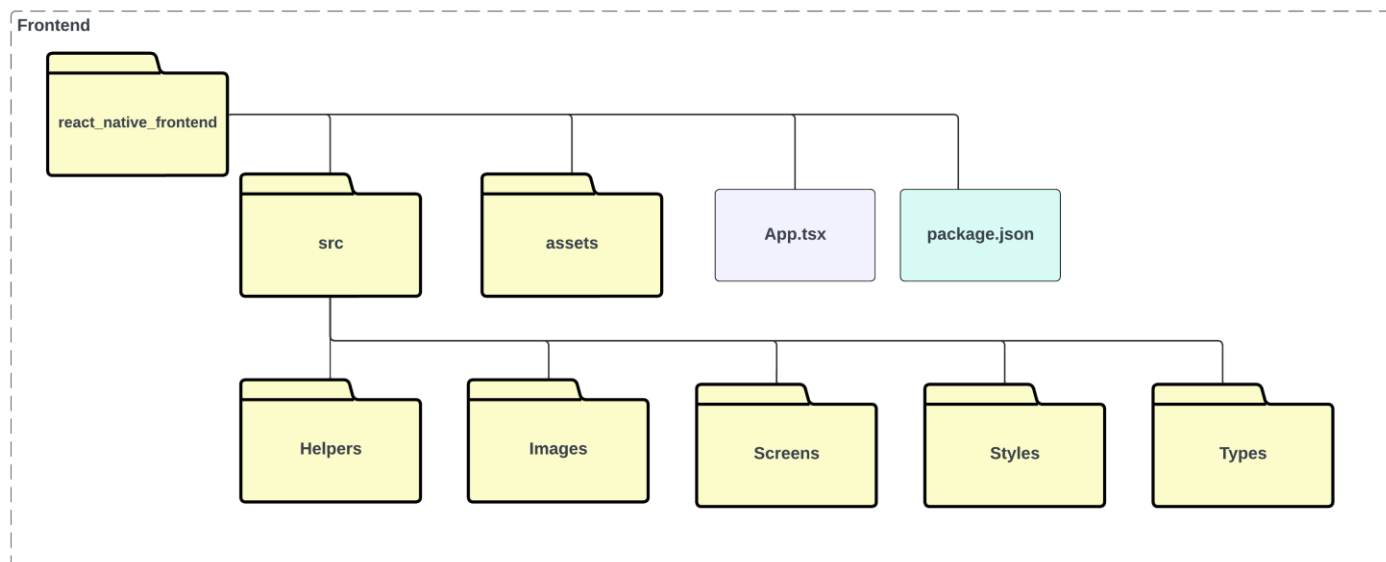 Frontend
react_native_frontend
src
assets
App.tsx
package.json
Helpers
Images
Screens
Styles
Types